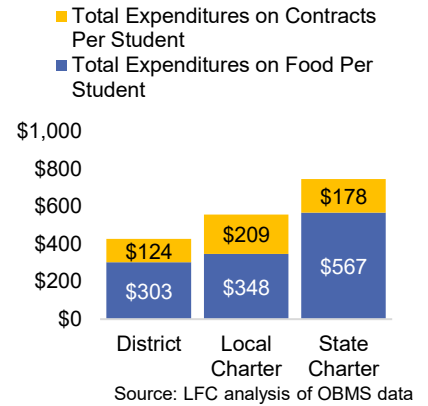 Total Expenditures on Contracts
Per Student
Total Expenditures on Food Per
Student
$1,000
$800
$600
$400
$200
$0
$124
$303
$209
$348
$178
$567
District
Local
Charter
State
Charter
Source: LFC analysis of OBMS data